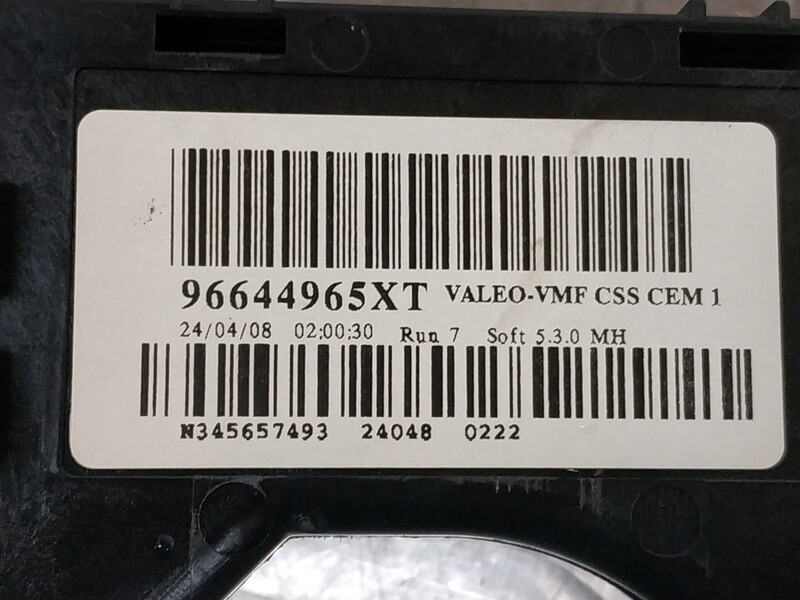 96644965XT VALEO-VMF CSS CEM 1
24/04/08 02:00:30 Run 7 Soft 5.3.0 MH
N345657493 24048 0222